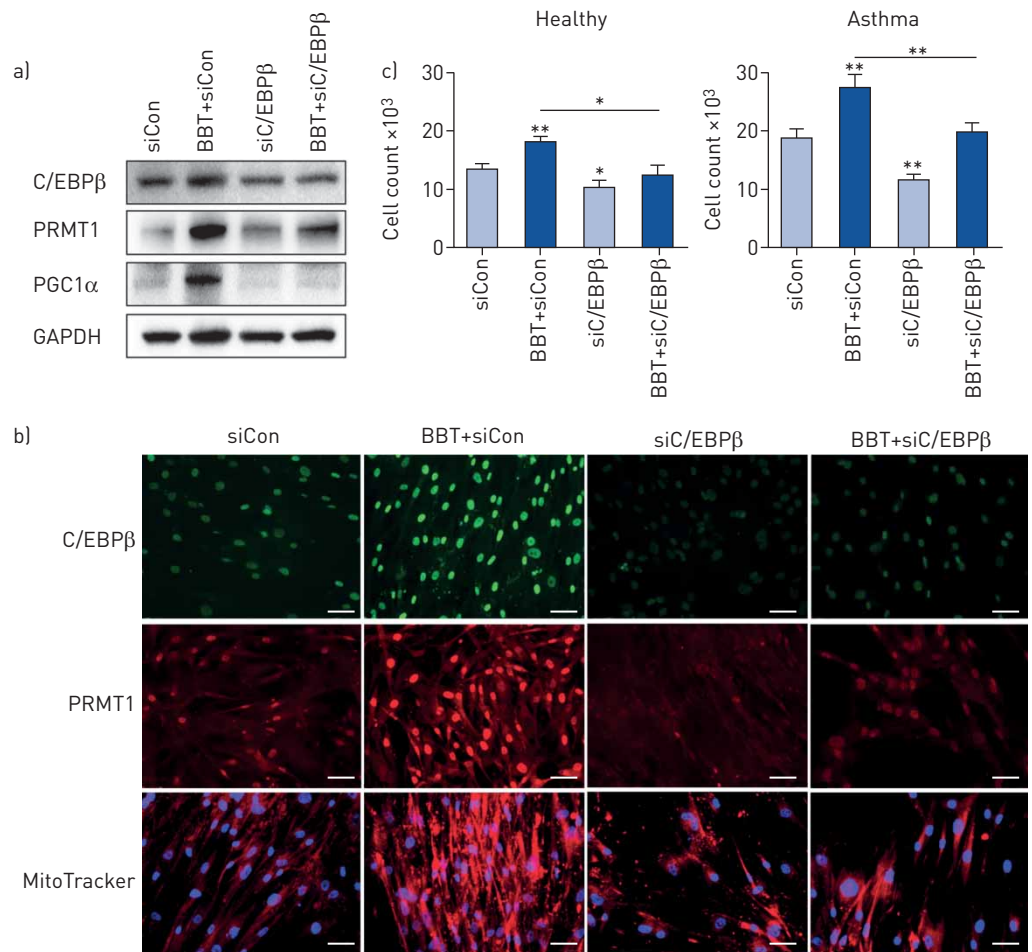 a)
siCon
BBT+siCon
siC/EBPβ
BBT+siC/EBPβ
C/EBPβ
PRMT1
PGC1α
GAPDH
c)
Healthy
Cell count ×10³
30
20
10
0
**
*
*
siCon
BBT+siCon
siC/EBPβ
BBT+siC/EBPβ
Asthma
Cell count ×10³
30
20
10
0
**
**
**
siCon
BBT+siCon
siC/EBPβ
BBT+siC/EBPβ
b)
siCon
BBT+siCon
siC/EBPβ
BBT+siC/EBPβ
C/EBPβ
PRMT1
MitoTracker